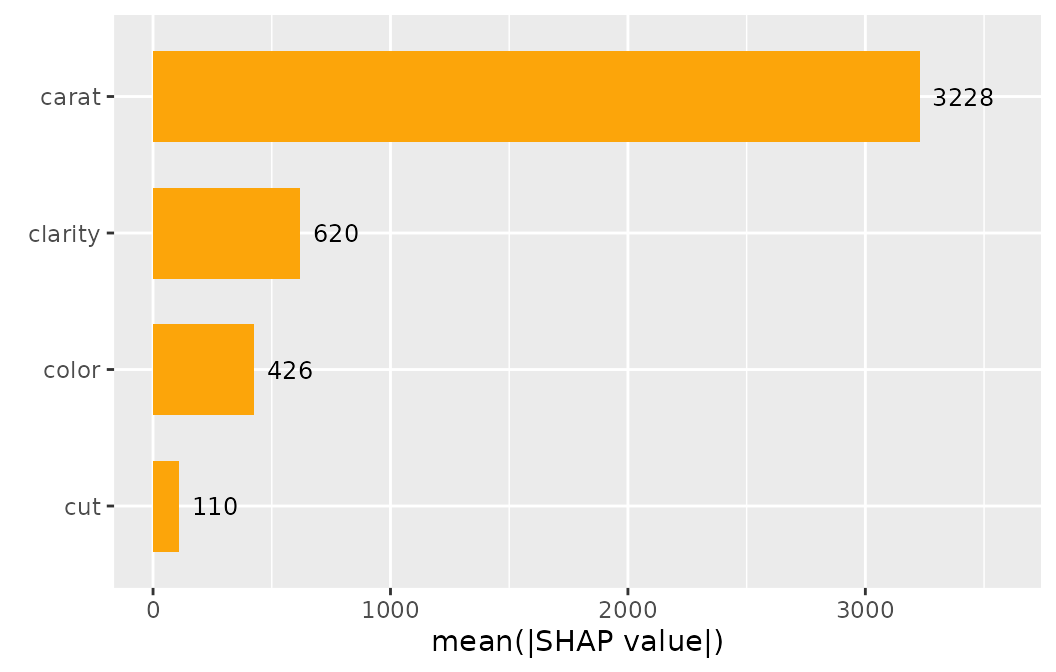 carat 3228
clarity 620
color 426
cut 110
0 1000 2000 3000
mean(|SHAP value|)